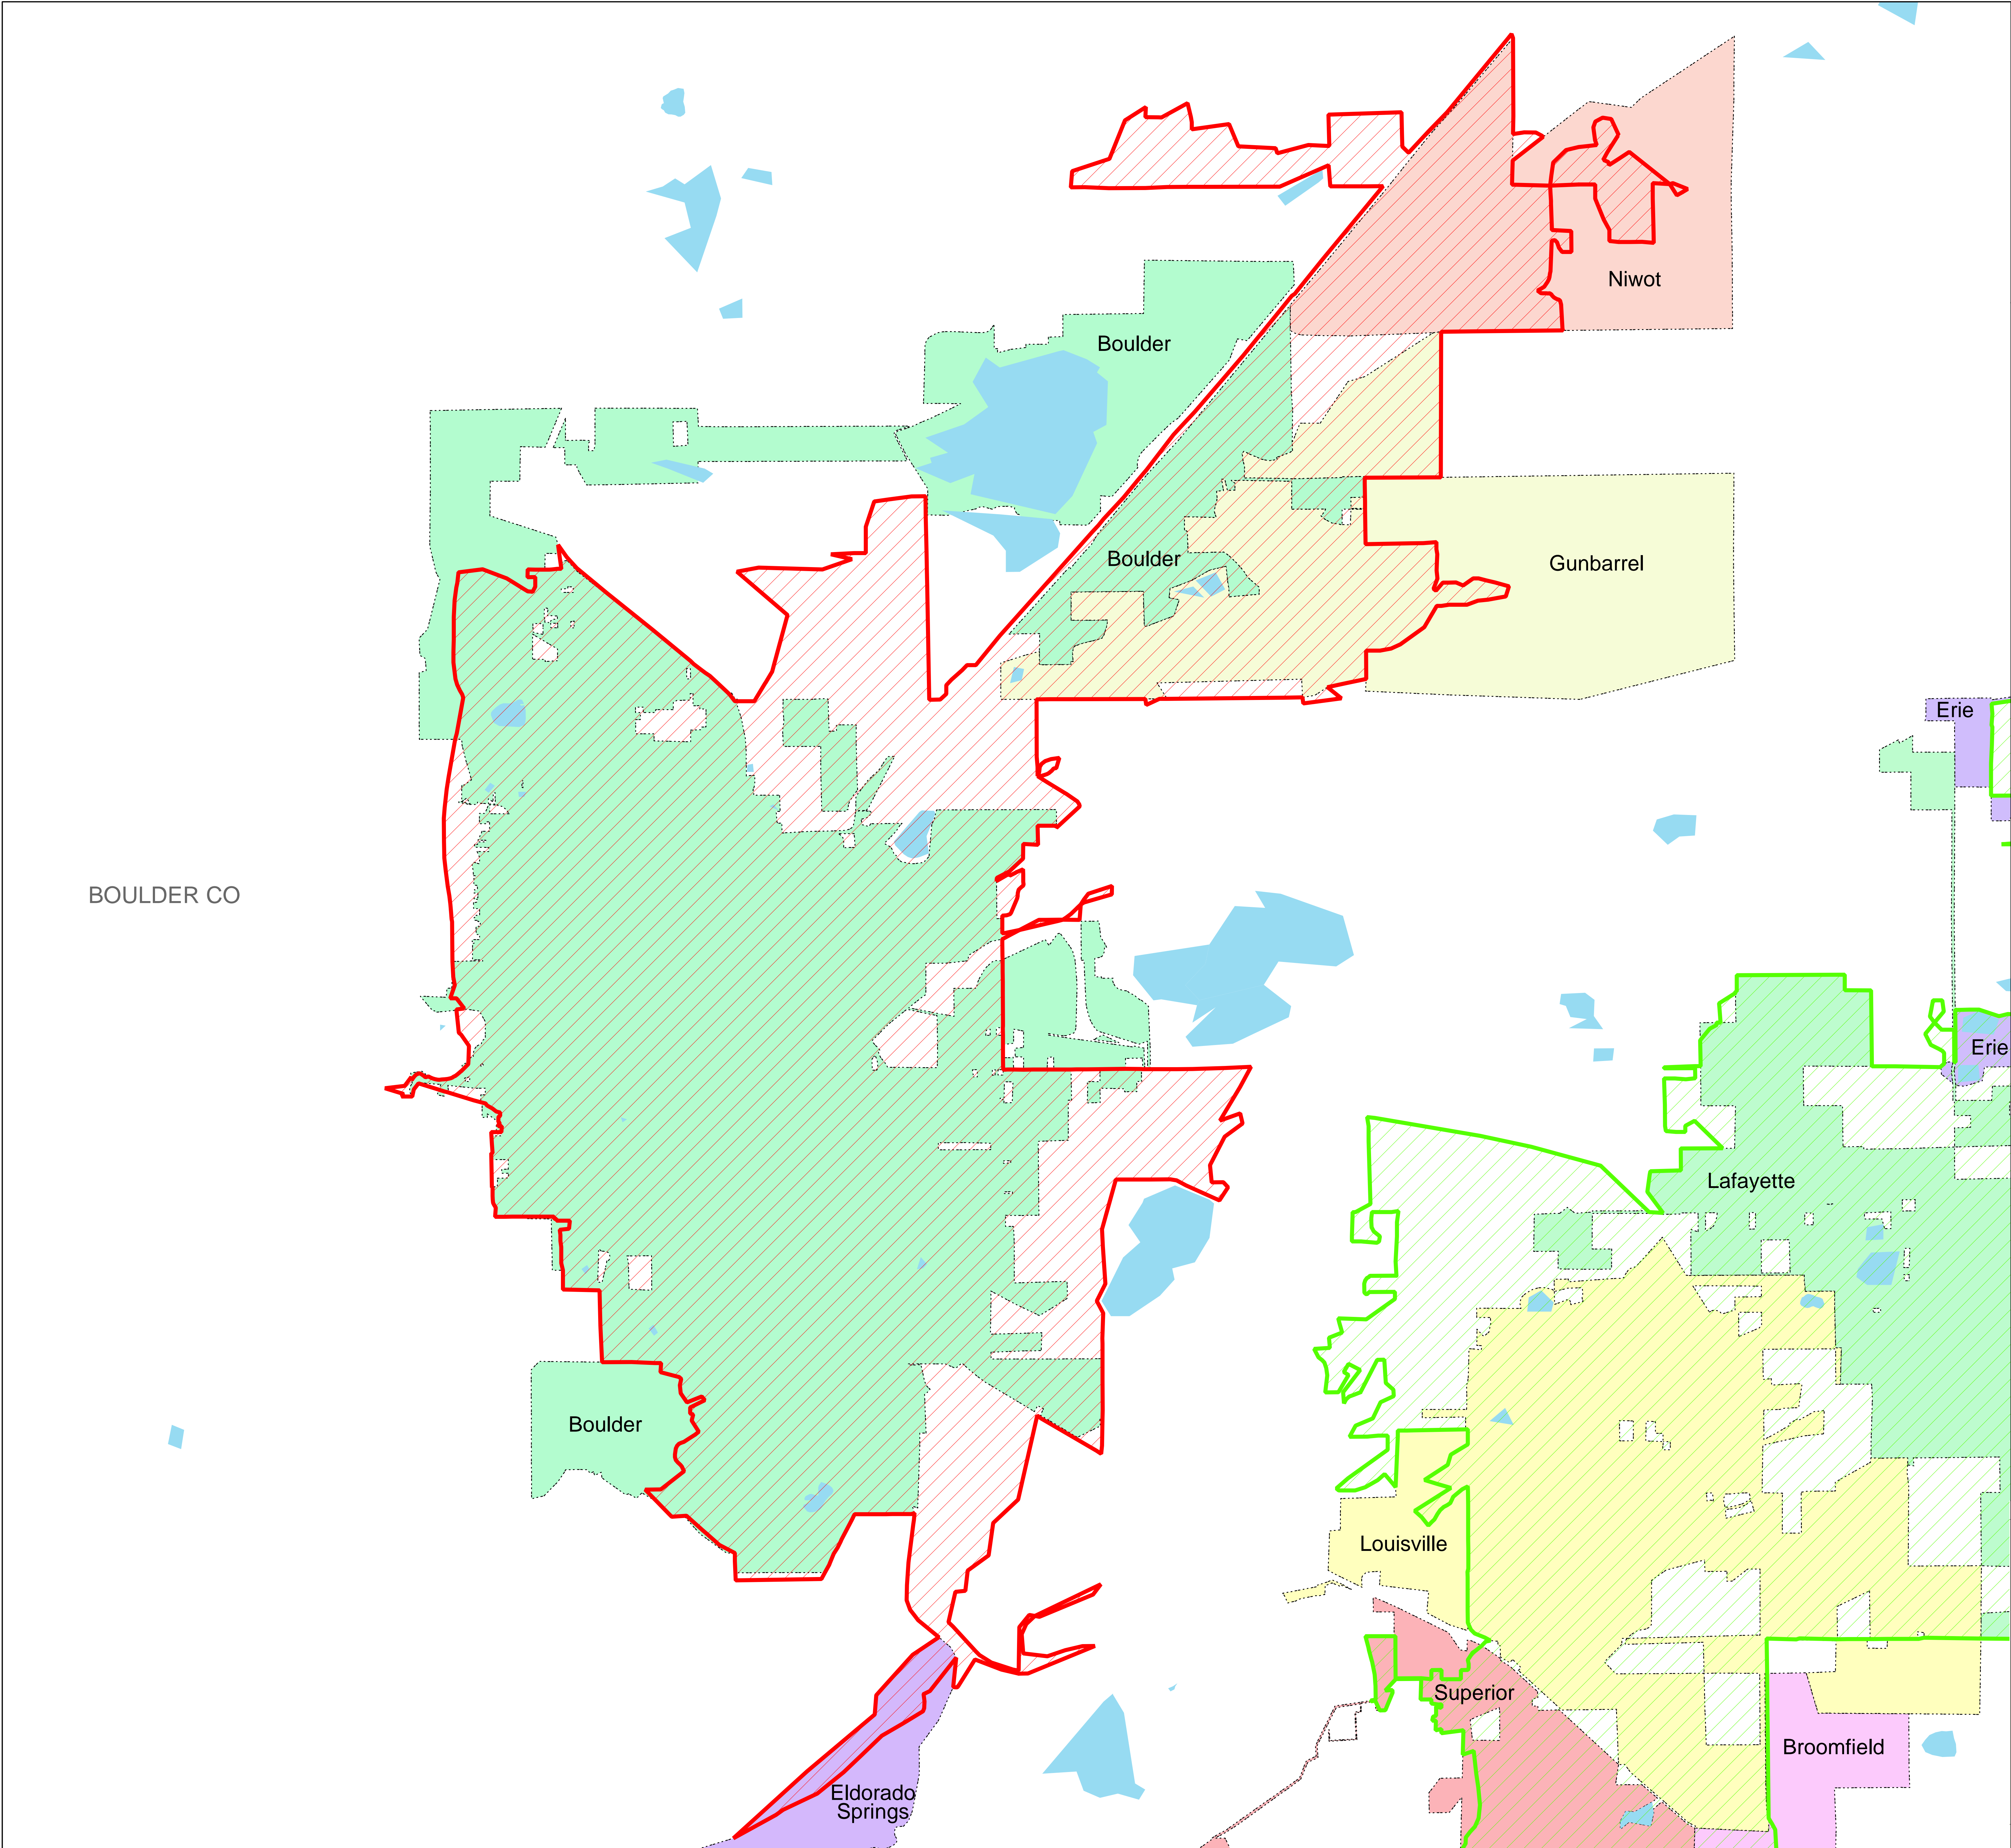 Niwot
Boulder
Boulder
Gunbarrel
Erie
BOULDER CO
Erie
Lafayette
Boulder
Louisville
Superior
Broomfield
Eldorado
Springs